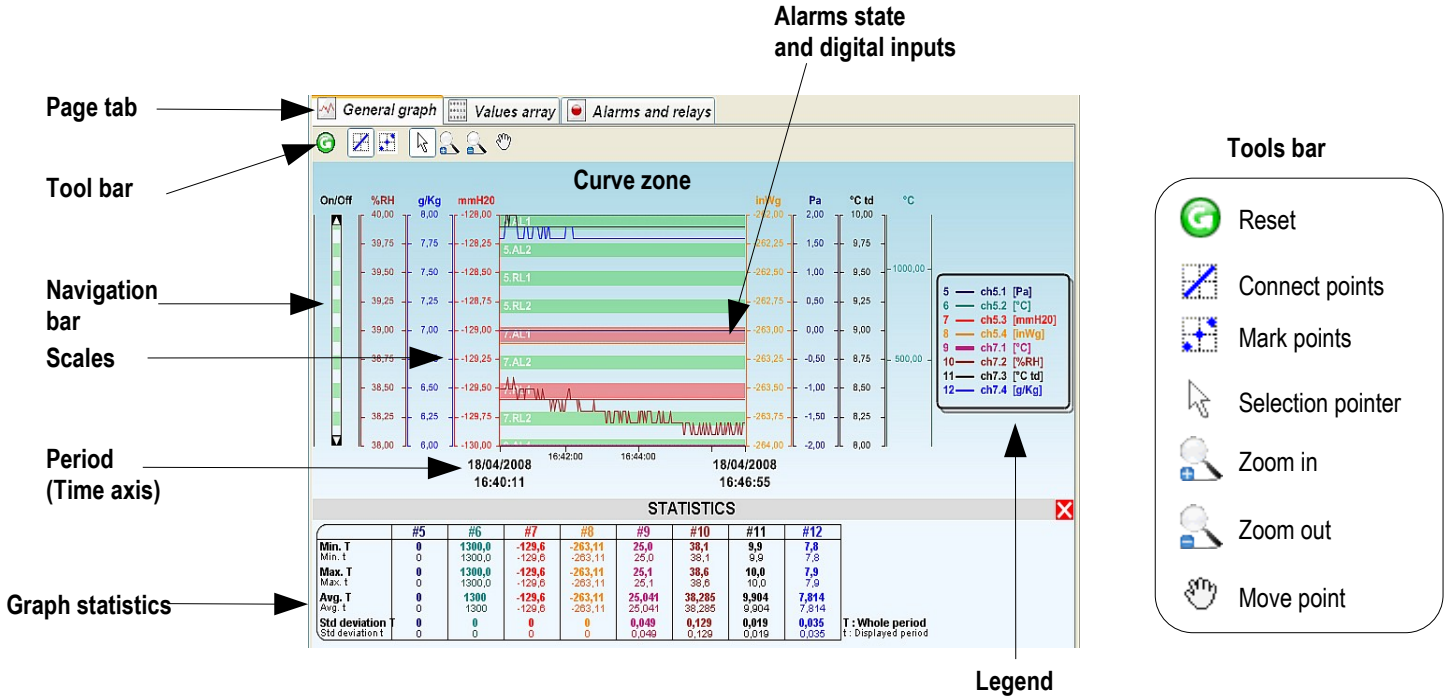 Alarms state
and digital inputs
Page tab
General graph
Values array
Alarms and relays
Tool bar
Tools bar
Curve zone
On/Off
%RH
g/Kg
mmH20
inWg
Pa
°C td
°C
40,00
39,75
39,50
39,25
39,00
38,75
38,50
38,25
38,00
8,00
7,75
7,50
7,25
7,00
6,50
6,25
6,00
-128,00
-128,25
-128,50
-128,75
-129,00
-129,25
-129,50
-129,75
-130,00
5.AL2
5.RL1
5.RL2
7.AL1
7.AL2
7.RL2
-262,00
-262,25
-262,50
-262,75
-263,00
-263,25
-263,50
-263,75
-264,00
2,00
1,50
1,00
0,50
0,00
-0,50
-1,00
-1,50
-2,00
10,00
9,75
9,50
9,25
9,00
8,75
8,50
8,25
8,00
1000,00
500,00
Navigation
bar
Scales
5 ch5.1 [Pa]
6 ch5.2 [°C]
7 ch5.3 [mmH20]
8 ch5.4 [inWg]
9 ch7.1 [°C]
10 ch7.2 [%RH]
11 ch7.3 [°C td]
12 ch7.4 [g/Kg]
Period
(Time axis)
16:42:00
16:44:00
18/04/2008
16:40:11
18/04/2008
16:46:55
STATISTICS
#5 #6 #7 #8 #9 #10 #11 #12
Min. T 0 1300,0 -129,6 -263,11 25,0 38,1 9,9 7,8
Min. t 0 1300,0 -129,6 -263,11 25,0 38,1 9,9 7,8
Max. T 0 1300,0 -129,6 -263,11 25,1 38,6 10,0 7,9
Max. t 0 1300,0 -129,6 -263,11 25,1 38,6 10,0 7,9
Avg. T 0 1300 -129,6 -263,11 25,041 38,285 9,904 7,814
Avg. t 0 1300 -129,6 -263,11 25,041 38,285 9,904 7,814
Std deviation T 0 0 0 0 0,049 0,129 0,019 0,035
Std deviation t 0 0 0 0 0,049 0,129 0,019 0,035
T : Whole period
t : Displayed period
Graph statistics
Legend
Reset
Connect points
Mark points
Selection pointer
Zoom in
Zoom out
Move point